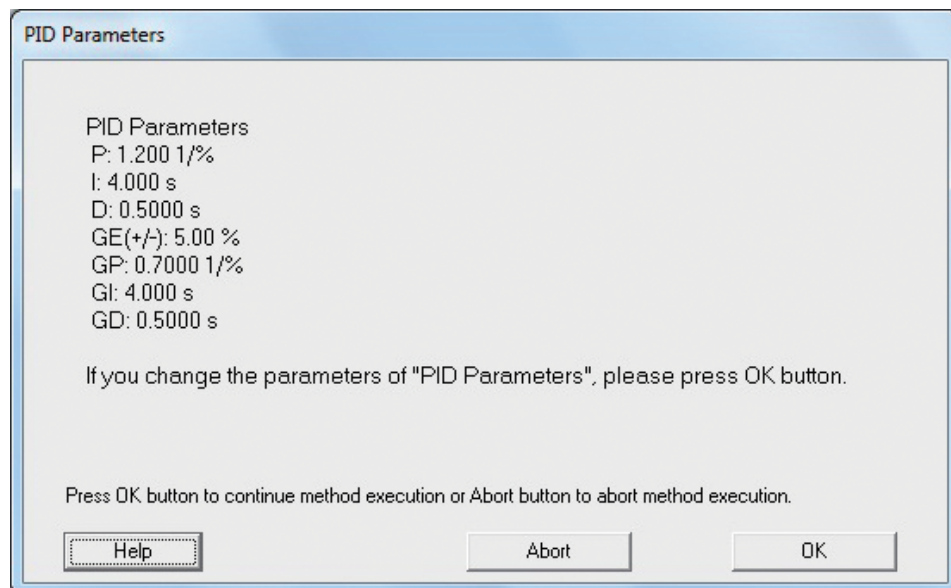 PID Parameters
PID Parameters
P: 1.200 1/%
I: 4.000 s
D: 0.5000 s
GE(+/-): 5.00 %
GP: 0.7000 1/%
GI: 4.000 s
GD: 0.5000 s
If you change the parameters of "PID Parameters", please press OK button.
Press OK button to continue method execution or Abort button to abort method execution.
Help Abort OK